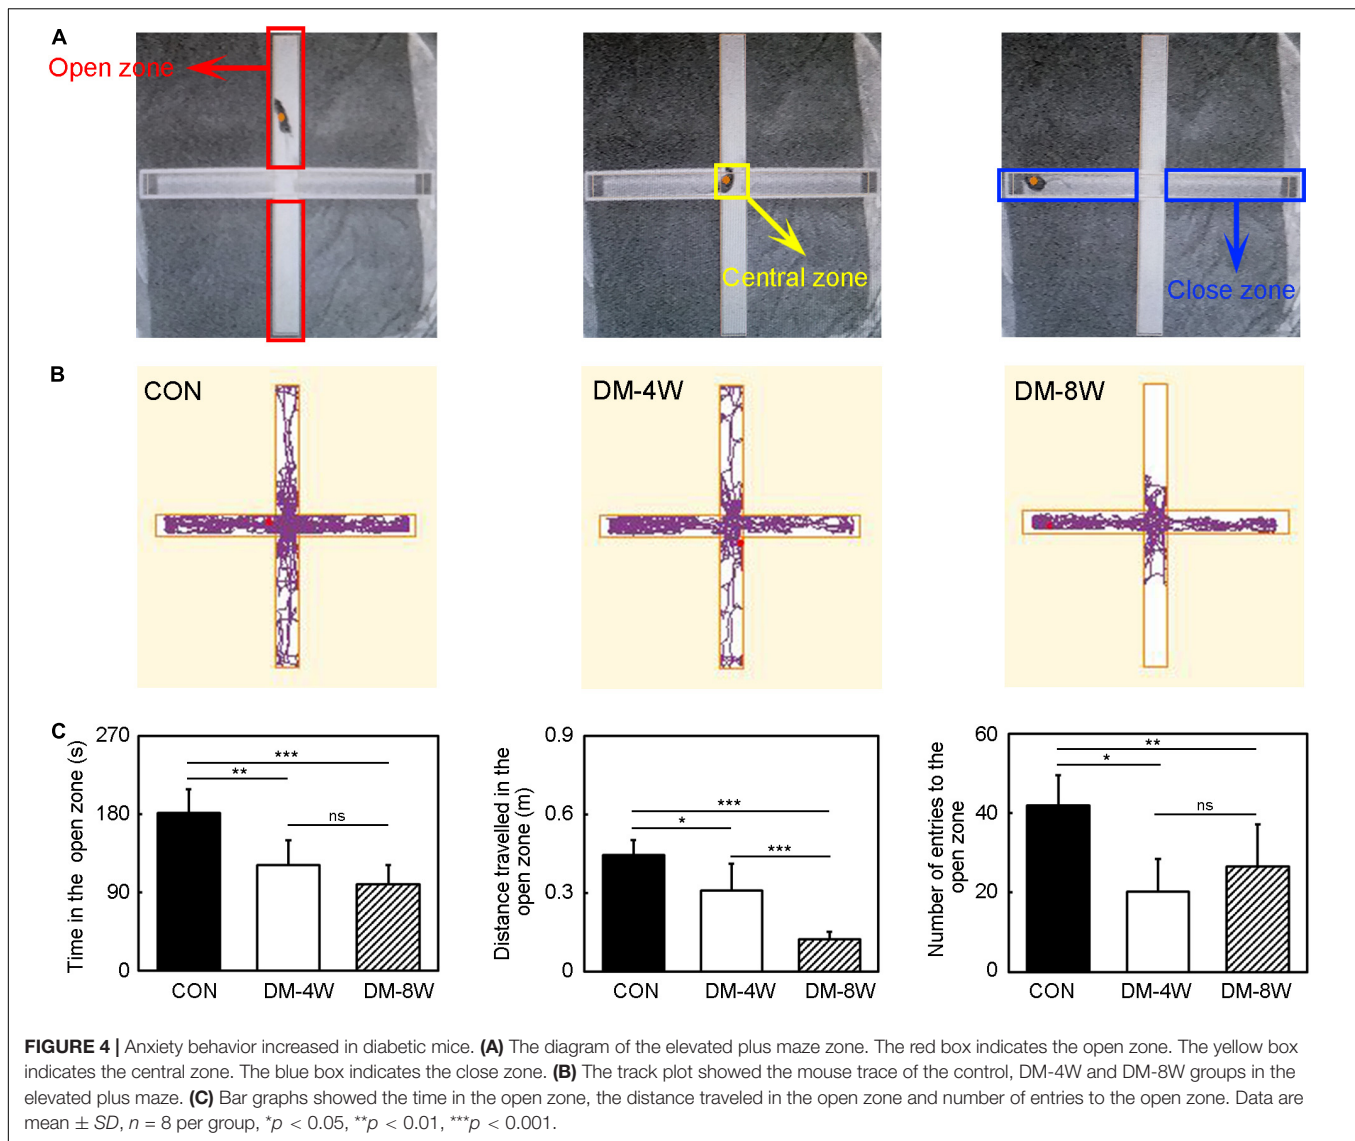 A
Open zone
Central zone
Close zone
B
CON
DM-4W
DM-8W
C
Time in the open zone (s)
270
180
90
0
***
**
ns
CON
DM-4W
DM-8W
Distance travelled in the
open zone (m)
0.9
0.6
0.3
0
***
*
***
CON
DM-4W
DM-8W
Number of entries to the
open zone
60
40
20
0
**
*
ns
CON
DM-4W
DM-8W
FIGURE 4 | Anxiety behavior increased in diabetic mice. (A) The diagram of the elevated plus maze zone. The red box indicates the open zone. The yellow box
indicates the central zone. The blue box indicates the close zone. (B) The track plot showed the mouse trace of the control, DM-4W and DM-8W groups in the
elevated plus maze. (C) Bar graphs showed the time in the open zone, the distance traveled in the open zone and number of entries to the open zone. Data are
mean ± SD, n = 8 per group, *p < 0.05, **p < 0.01, ***p < 0.001.